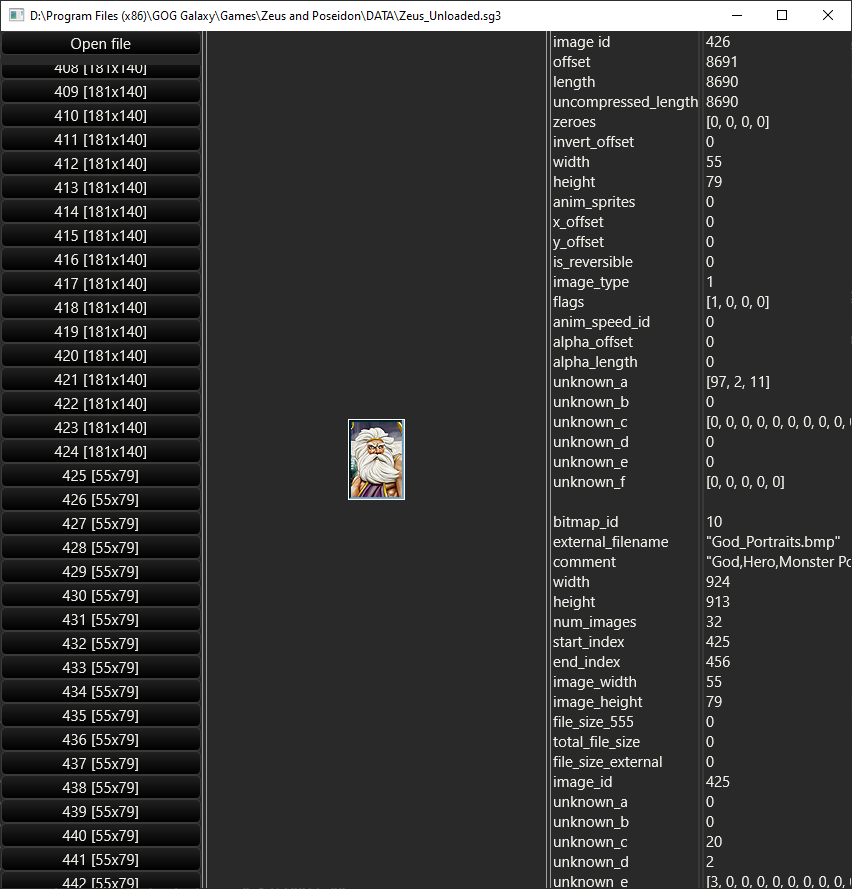 D:\Program Files (x86)\GOG Galaxy\Games\Zeus and Poseidon\DATA\Zeus_Unloaded.sg3
Open file
408 [181x140]
409 [181x140]
410 [181x140]
411 [181x140]
412 [181x140]
413 [181x140]
414 [181x140]
415 [181x140]
416 [181x140]
417 [181x140]
418 [181x140]
419 [181x140]
420 [181x140]
421 [181x140]
422 [181x140]
423 [181x140]
424 [181x140]
425 [55x79]
426 [55x79]
427 [55x79]
428 [55x79]
429 [55x79]
430 [55x79]
431 [55x79]
432 [55x79]
433 [55x79]
434 [55x79]
435 [55x79]
436 [55x79]
437 [55x79]
438 [55x79]
439 [55x79]
440 [55x79]
441 [55x79]
442 [55x79]
image id 426
offset 8691
length 8690
uncompressed_length 8690
zeroes [0, 0, 0, 0]
invert_offset 0
width 55
height 79
anim_sprites 0
x_offset 0
y_offset 0
is_reversible 0
image_type 1
flags [1, 0, 0, 0]
anim_speed_id 0
alpha_offset 0
alpha_length 0
unknown_a [97, 2, 11]
unknown_b 0
unknown_c [0, 0, 0, 0, 0, 0, 0, 0, 0,
unknown_d 0
unknown_e 0
unknown_f [0, 0, 0, 0, 0]
bitmap_id 10
external_filename "God_Portraits.bmp"
comment "God,Hero,Monster Po
width 924
height 913
num_images 32
start_index 425
end_index 456
image_width 55
image_height 79
file_size_555 0
total_file_size 0
file_size_external 0
image_id 425
unknown_a 0
unknown_b 0
unknown_c 20
unknown_d 2
unknown_e [3, 0, 0, 0, 0, 0, 0, 0, 0,